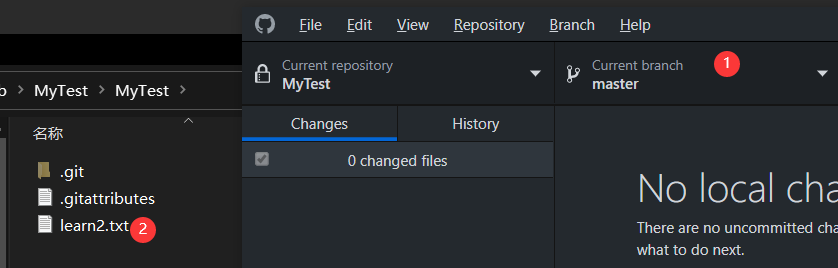 File Edit View Repository Branch Help
Current repository
MyTest
Current branch
master
1
MyTest > MyTest >
名称
.git
.gitattributes
learn2.txt
2
Changes History
0 changed files
No local cha
There are no uncommitted cha
what to do next.